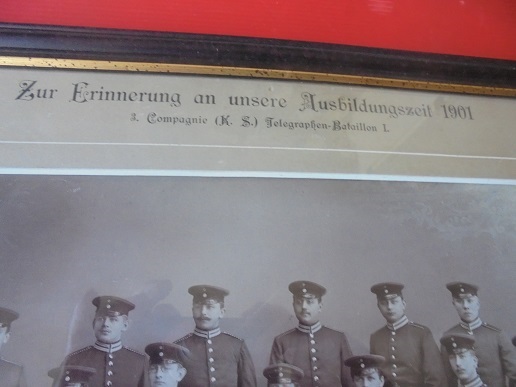 Zur Erinnerung an unsere Ausbildungszeit 1901
3. Compagnie (K. S.) Telegraphen-Bataillon I.